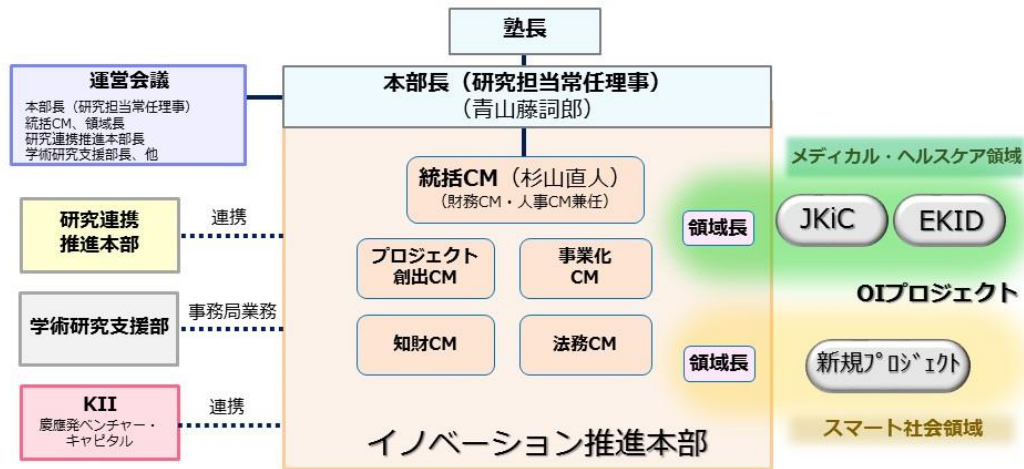 塾長
運営会議
本部長（研究担当常任理事）
統括CM、領域長
研究連携推進本部長
学術研究支援部長、他
本部長（研究担当常任理事）
（青山藤詞郎）
統括CM（杉山直人）
（財務CM・人事CM兼任）
メディカル・ヘルスケア領域
領域長
JKiC
EKID
研究連携
推進本部
連携
プロジェクト
創出CM
事業化
CM
OIプロジェクト
学術研究支援部
事務局業務
知財CM
法務CM
領域長
新規ﾌﾟﾛｼﾞｪｸﾄ
スマート社会領域
KII
慶應発ベンチャー・
キャピタル
連携
イノベーション推進本部